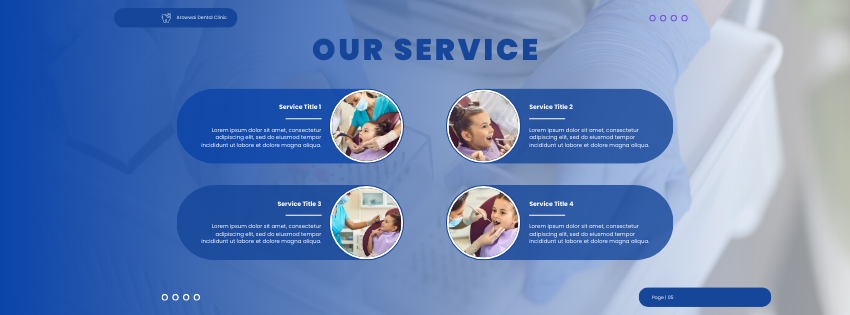 Arowwai Dental Clinic
OUR SERVICE
Service Title 1
Lorem ipsum dolor sit amet, consectetur
adipiscing elit, sed do eiusmod tempor
incididunt ut labore et dolore magna aliqua.
Service Title 2
Lorem ipsum dolor sit amet, consectetur
adipiscing elit, sed do eiusmod tempor
incididunt ut labore et dolore magna aliqua.
Service Title 3
Lorem ipsum dolor sit amet, consectetur
adipiscing elit, sed do eiusmod tempor
incididunt ut labore et dolore magna aliqua.
Service Title 4
Lorem ipsum dolor sit amet, consectetur
adipiscing elit, sed do eiusmod tempor
incididunt ut labore et dolore magna aliqua.
Page | 05